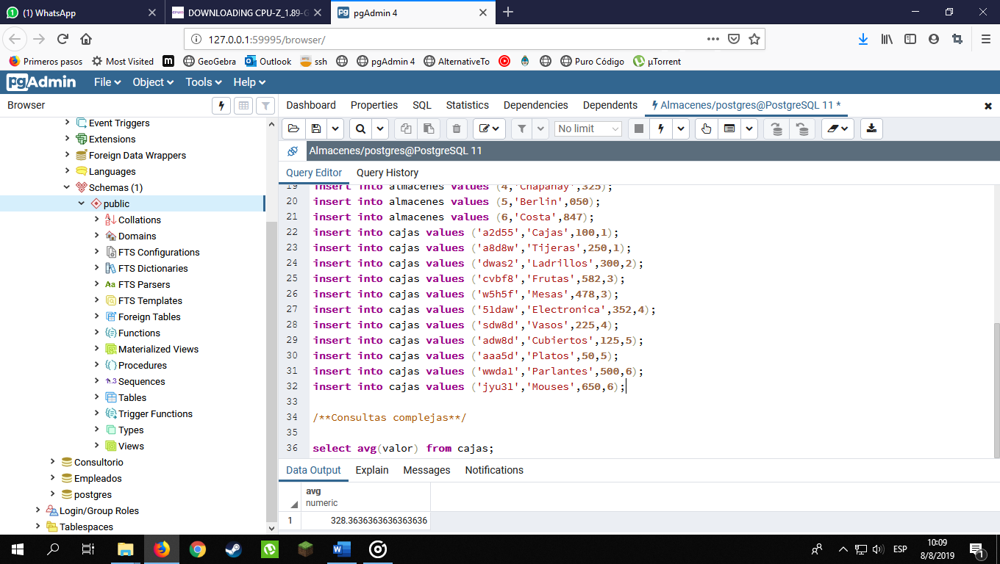 (1) WhatsApp
DOWNLOADING CPU-Z_1.89-G
pgAdmin 4
127.0.0.1:59995/browser/
Primeros pasos Most Visited GeoGebra Outlook ssh pgAdmin 4 AlternativeTo Puro Código µTorrent
pgAdmin File Object Tools Help
Browser
Dashboard Properties SQL Statistics Dependencies Dependents Almacenes/postgres@PostgreSQL 11 *
No limit
Almacenes/postgres@PostgreSQL 11
Query Editor Query History
Event Triggers
Extensions
Foreign Data Wrappers
Languages
Schemas (1)
public
Collations
Domains
FTS Configurations
FTS Dictionaries
Aa FTS Parsers
FTS Templates
Foreign Tables
Functions
Materialized Views
Procedures
1..3 Sequences
Tables
Trigger Functions
Types
Views
Consultorio
Empleados
postgres
Login/Group Roles
Tablespaces
19 insert into almacenes values (4,'Chapanay',325);
20 insert into almacenes values (5,'Berlin',050);
21 insert into almacenes values (6,'Costa',847);
22 insert into cajas values ('a2d55','Cajas',100,1);
23 insert into cajas values ('a8d8w','Tijeras',250,1);
24 insert into cajas values ('dwas2','Ladrillos',300,2);
25 insert into cajas values ('cvbf8','Frutas',582,3);
26 insert into cajas values ('w5h5f','Mesas',478,3);
27 insert into cajas values ('51daw','Electronica',352,4);
28 insert into cajas values ('sdw8d','Vasos',225,4);
29 insert into cajas values ('adw8d','Cubiertos',125,5);
30 insert into cajas values ('aaa5d','Platos',50,5);
31 insert into cajas values ('wwda1','Parlantes',500,6);
32 insert into cajas values ('jyu31','Mouses',650,6);
33
34 /**Consultas complejas**/
35
36 select avg(valor) from cajas;
Data Output Explain Messages Notifications
avg
numeric
1 328.3636363636363636
ESP
10:09
8/8/2019
1